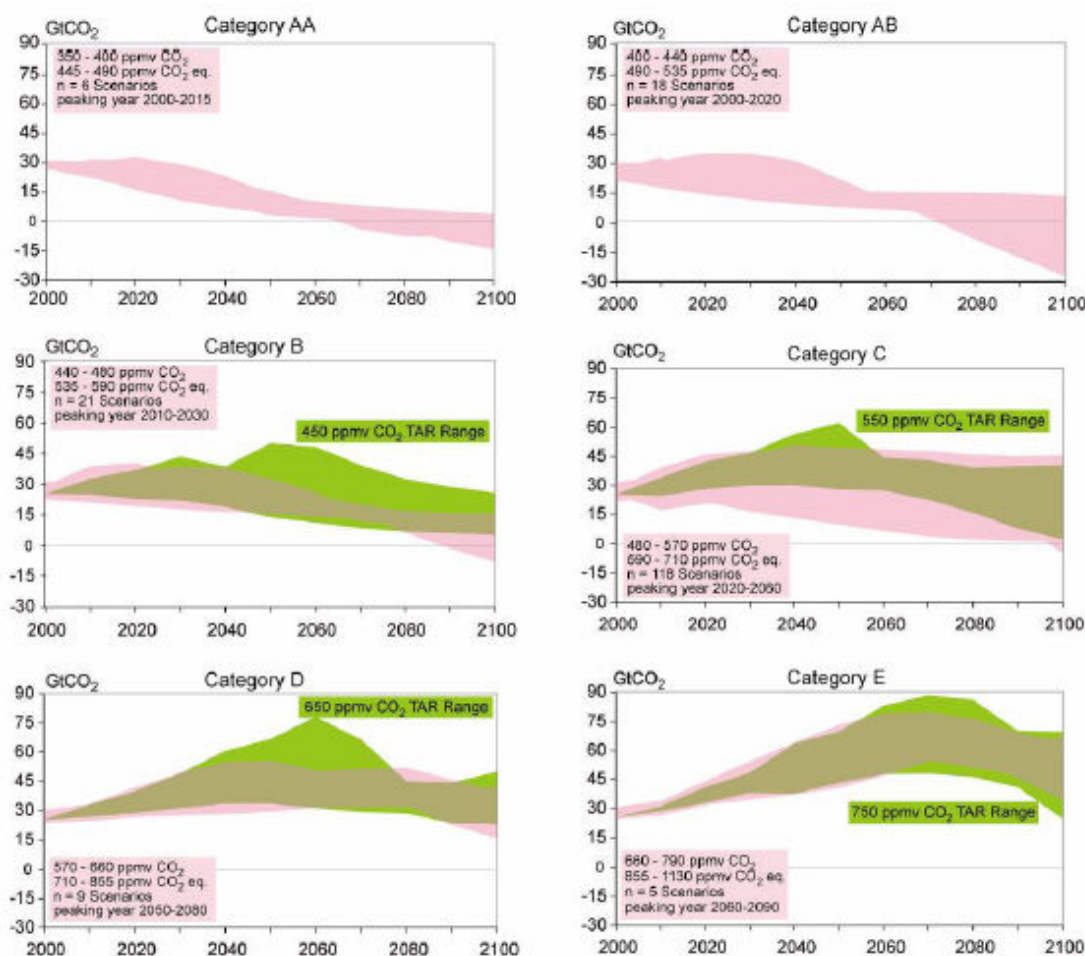 GtCO2 Category AA
350 - 400 ppmv CO2
445 - 490 ppmv CO2 eq.
n = 6 Scenarios
peaking year 2000-2015
90
75
60
45
30
15
0
-15
-30
2000 2020 2040 2060 2080 2100
GtCO2 Category AB
400 - 440 ppmv CO2
490 - 535 ppmv CO2 eq.
n = 18 Scenarios
peaking year 2000-2020
90
75
60
45
30
15
0
-15
-30
2000 2020 2040 2060 2080 2100
GtCO2 Category B
440 - 480 ppmv CO2
535 - 590 ppmv CO2 eq.
n = 21 Scenarios
peaking year 2010-2030
450 ppmv CO2 TAR Range
90
75
60
45
30
15
0
-15
-30
2000 2020 2040 2060 2080 2100
GtCO2 Category C
550 ppmv CO2 TAR Range
480 - 570 ppmv CO2
590 - 710 ppmv CO2 eq.
n = 118 Scenarios
peaking year 2020-2060
90
75
60
45
30
15
0
-15
-30
2000 2020 2040 2060 2080 2100
GtCO2 Category D
650 ppmv CO2 TAR Range
570 - 660 ppmv CO2
710 - 855 ppmv CO2 eq.
n = 9 Scenarios
peaking year 2050-2080
90
75
60
45
30
15
0
-15
-30
2000 2020 2040 2060 2080 2100
GtCO2 Category E
750 ppmv CO2 TAR Range
660 - 790 ppmv CO2
855 - 1130 ppmv CO2 eq.
n = 5 Scenarios
peaking year 2060-2090
90
75
60
45
30
15
0
-15
-30
2000 2020 2040 2060 2080 2100